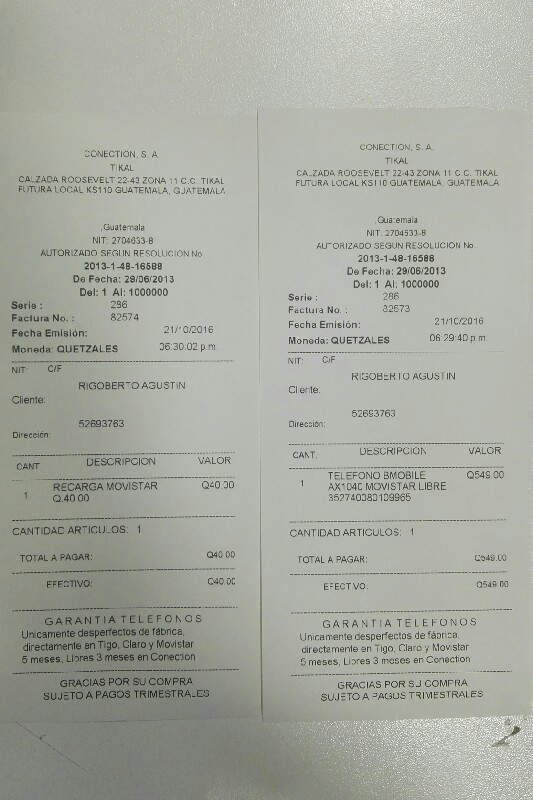 CONECTION, S. A.
TIKAL
CALZADA ROOSEVELT 22-43 ZONA 11 C.C. TIKAL
FUTURA LOCAL KS110 GUATEMALA, GUATEMALA
,Guatemala
NIT: 2704633-8
AUTORIZADO SEGUN RESOLUCION No.
2013-1-48-16588
De Fecha: 29/06/2013
Del: 1 Al: 1000000
Serie : 286
Factura No. : 82574
Fecha Emisión: 21/10/2016
Moneda: QUETZALES 06:30:02 p.m.
NIT: C/F
RIGOBERTO AGUSTIN
Cliente:
52693763
Dirección:
CANT. DESCRIPCION VALOR
1 RECARGA MOVISTAR Q40.00
Q.40.00
CANTIDAD ARTICULOS: 1
TOTAL A PAGAR: Q40.00
EFECTIVO: Q40.00
GARANTIA TELEFONOS
Unicamente desperfectos de fábrica,
directamente en Tigo, Claro y Movistar
5 meses, Libres 3 meses en Conection
GRACIAS POR SU COMPRA
SUJETO A PAGOS TRIMESTRALES
CONECTION, S. A.
TIKAL
CALZADA ROOSEVELT 22-43 ZONA 11 C.C. TIKAL
FUTURA LOCAL KS110 GUATEMALA, GUATEMALA
,Guatemala
NIT: 2704633-8
AUTORIZADO SEGUN RESOLUCION No.
2013-1-48-16588
De Fecha: 29/06/2013
Del: 1 Al: 1000000
Serie : 286
Factura No. : 82573
Fecha Emisión: 21/10/2016
Moneda: QUETZALES 06:29:40 p.m.
NIT: C/F
RIGOBERTO AGUSTIN
Cliente:
52693763
Dirección:
CANT. DESCRIPCION VALOR
1 TELEFONO BMOBILE Q549.00
AX1040 MOVISTAR LIBRE
352740080109965
CANTIDAD ARTICULOS: 1
TOTAL A PAGAR: Q549.00
EFECTIVO: Q549.00
GARANTIA TELEFONOS
Unicamente desperfectos de fábrica,
directamente en Tigo, Claro y Movistar
5 meses, Libres 3 meses en Conection
GRACIAS POR SU COMPRA
SUJETO A PAGOS TRIMESTRALES